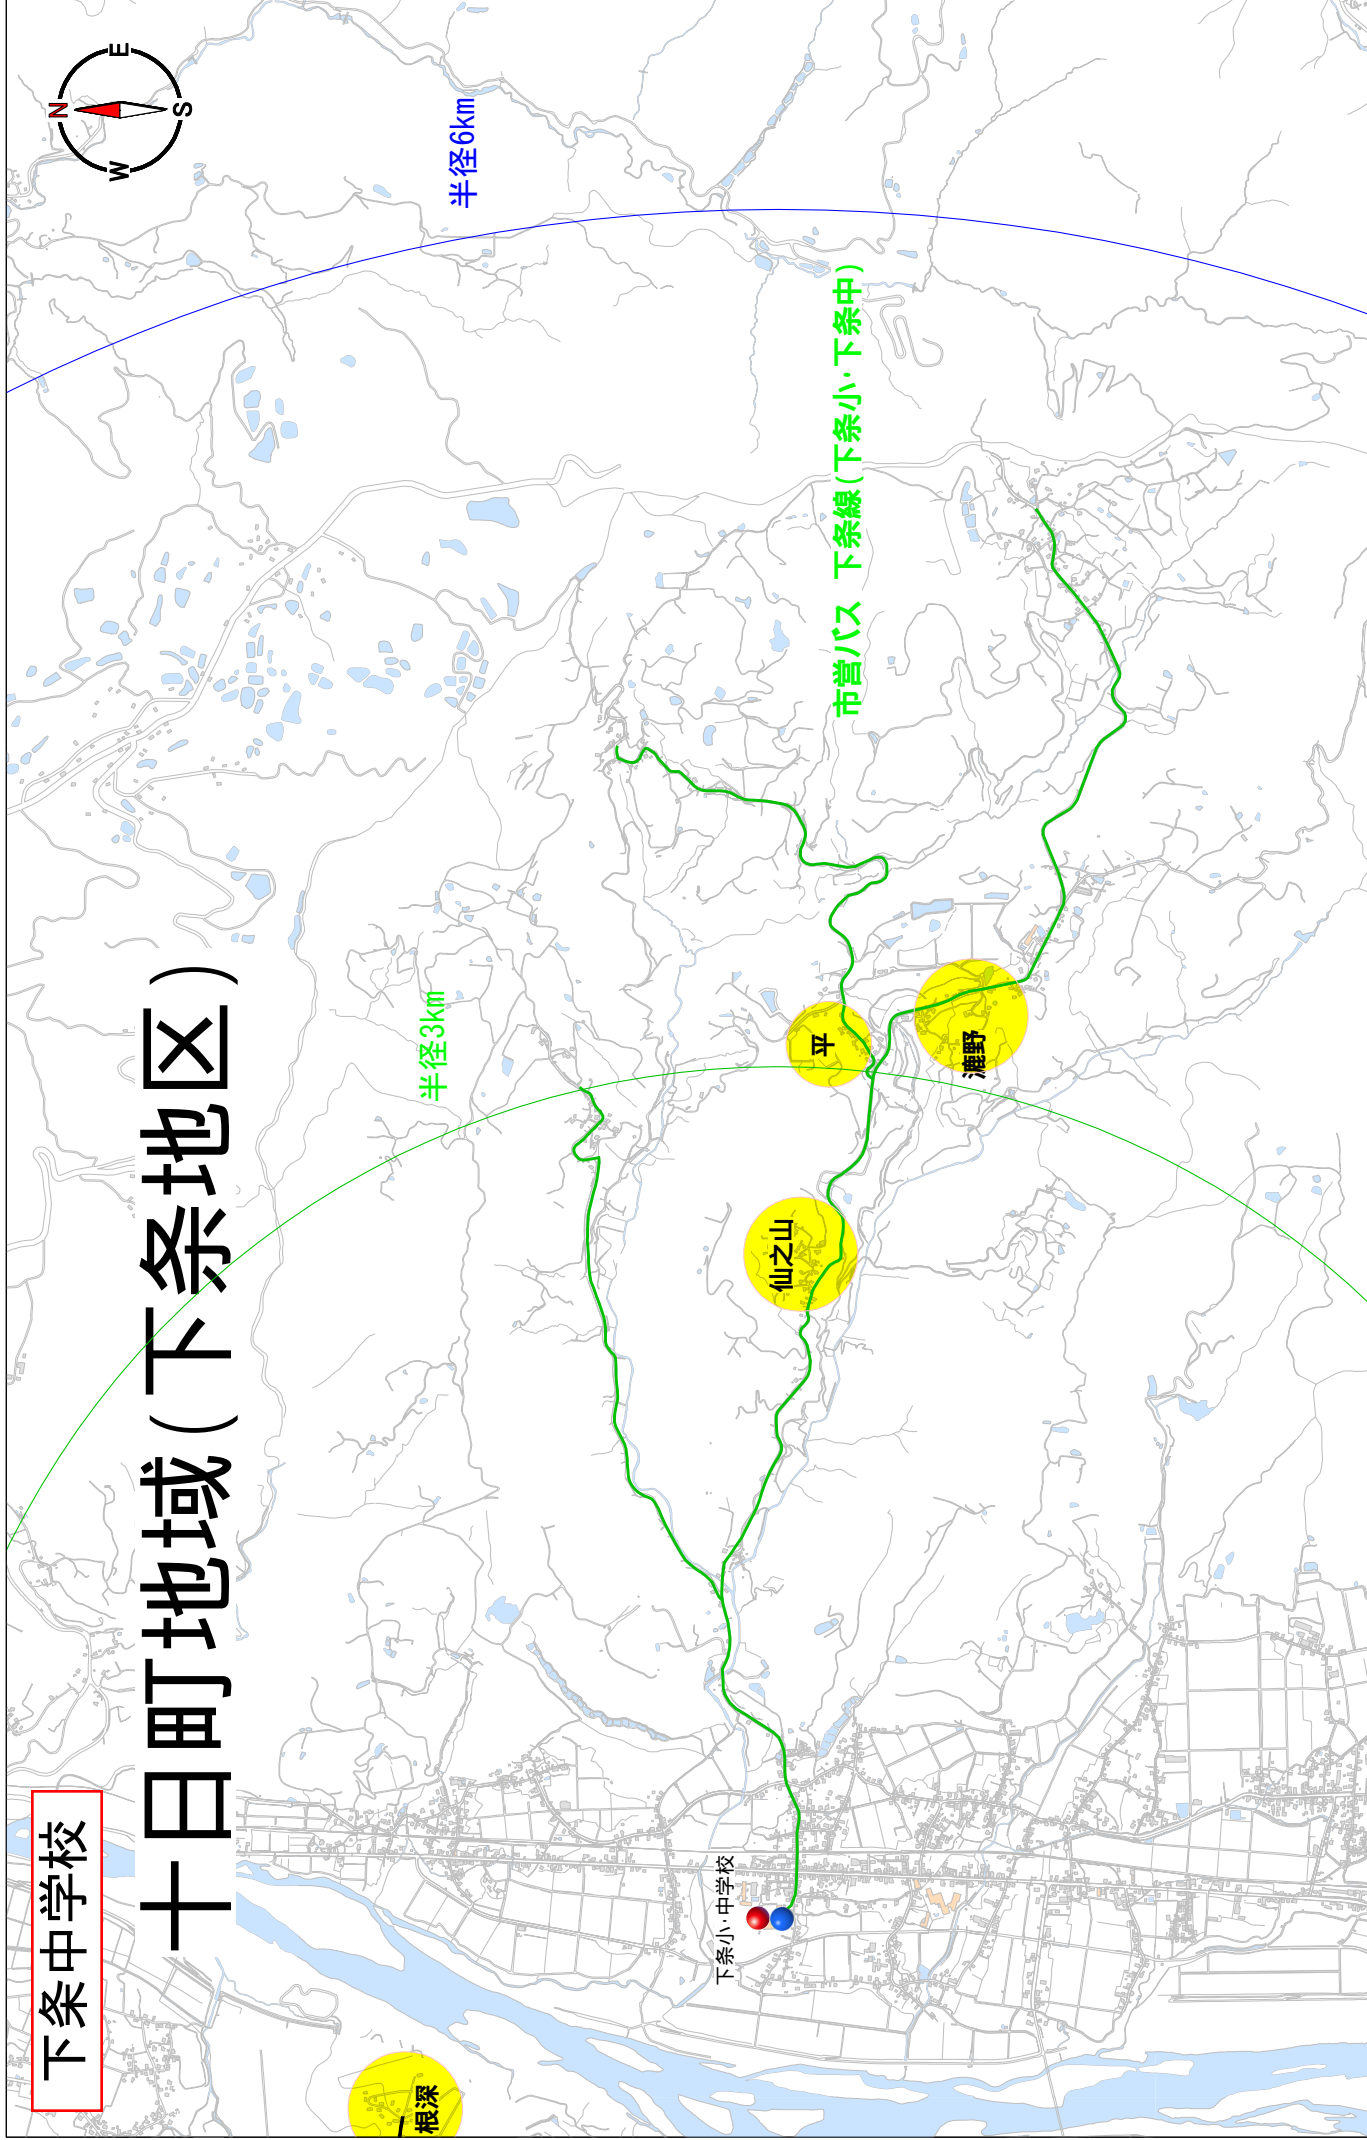 下条中学校
十日町地域(下条地区)
半径6km
半径3km
市営バス 下条線(下条小・下条中)
平
漉野
仙之山
下条小・中学校
根深
N
E
S
W